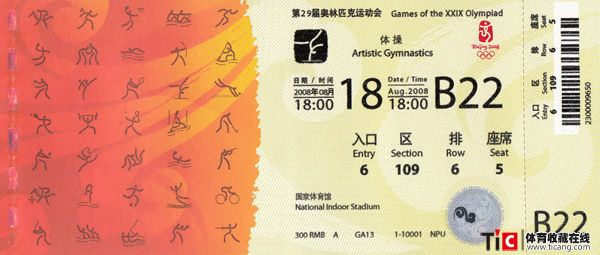 第29届奥林匹克运动会 Games of the XXIX Olympiad
体操
Artistic Gymnastics
Beijing 2008
日期 / 时间
2008年08月
18:00
18
Date / Time
Aug.2008
18:00
B22
入口 区 排 座席
Entry Section Row Seat
6 109 6 5
国家体育馆
National Indoor Stadium
300 RMB A GA13 1-10001 NPU
座席 Seat 5
排 Row 6
区 Section 109
入口 Entry 6
2300009650
B22
TiC 体育收藏在线
www.ticang.com